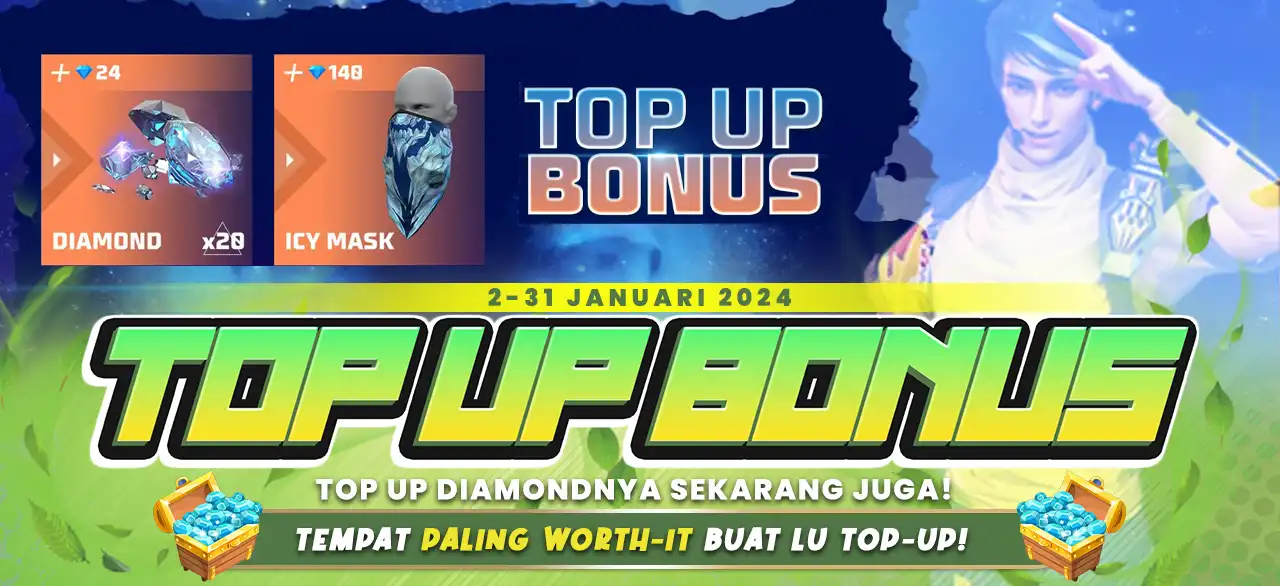 + 24
+ 140
DIAMOND x20
ICY MASK
TOP UP
BONUS
2-31 JANUARI 2024
TOP UP BONUS
TOP UP DIAMONDNYA SEKARANG JUGA!
TEMPAT PALING WORTH-IT BUAT LU TOP-UP!